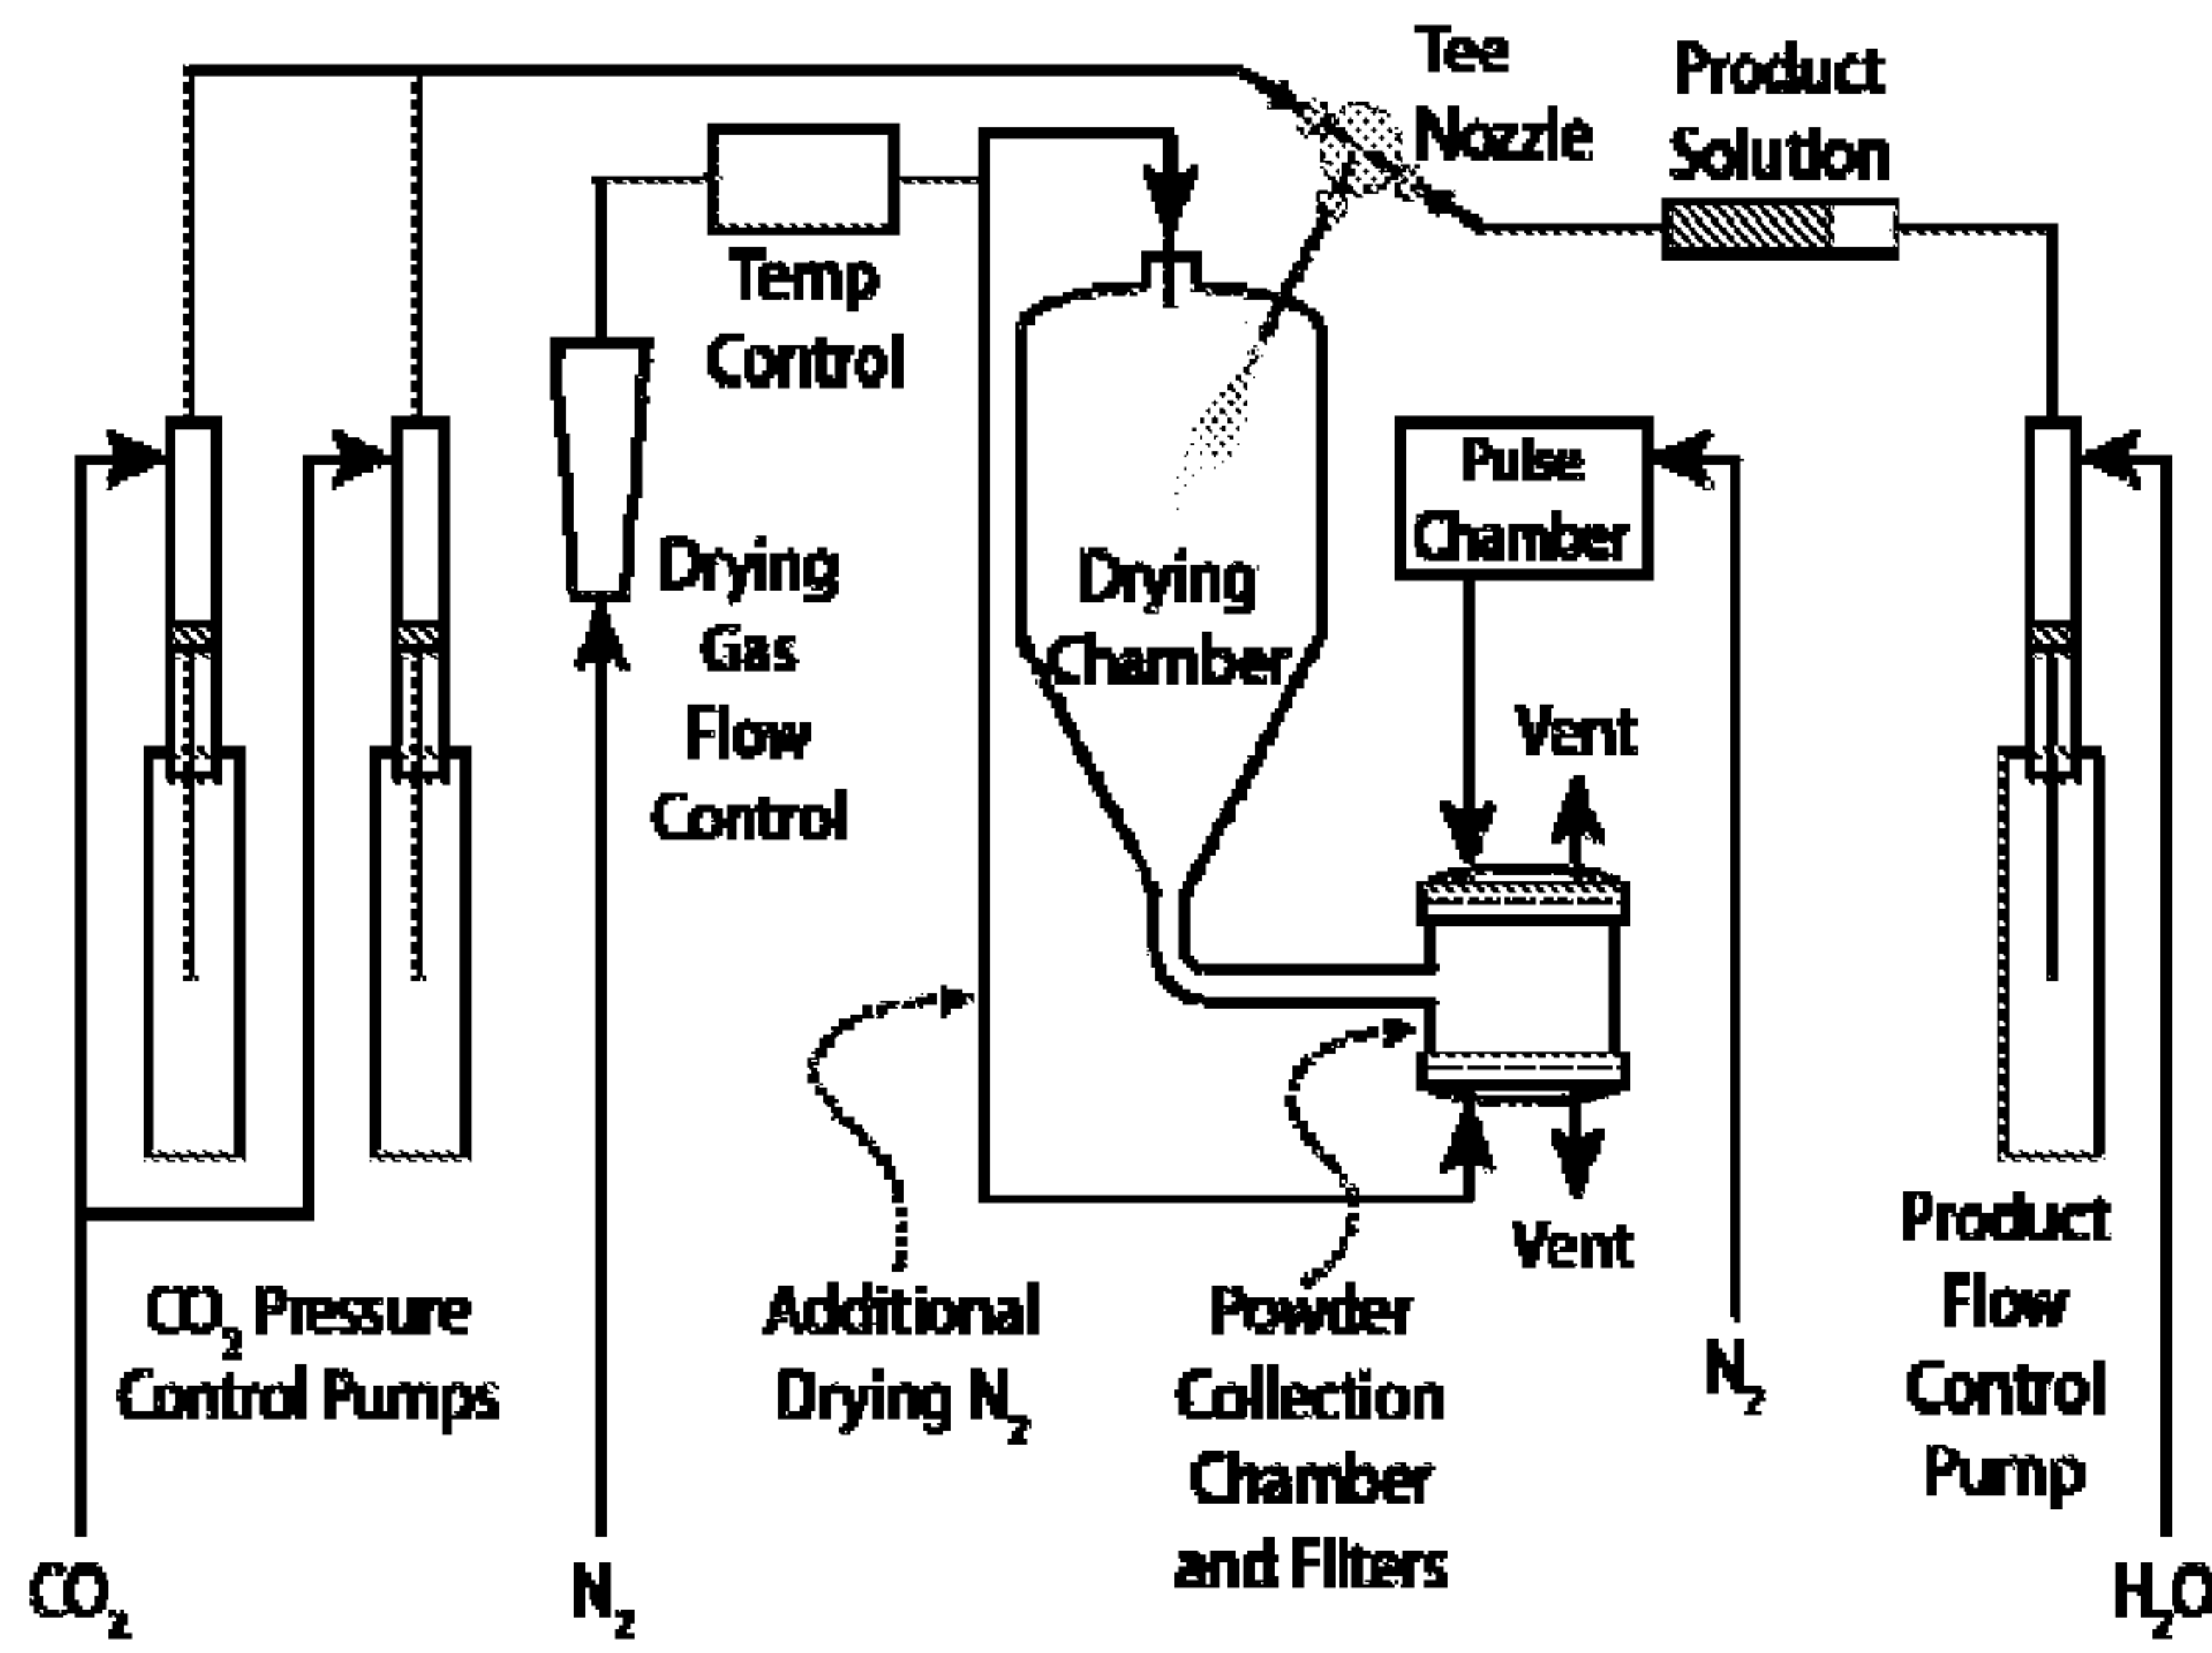 Tee
Nozzle
Product
Solution
Temp
Control
Pulse
Chamber
Drying
Gas
Flow
Control
Drying
Chamber
Vent
Vent
CO₂ Pressure
Control Pumps
Additional
Drying N₂
Powder
Collection
Chamber
and Filters
N₂
Product
Flow
Control
Pump
CO₂
N₂
H₂O